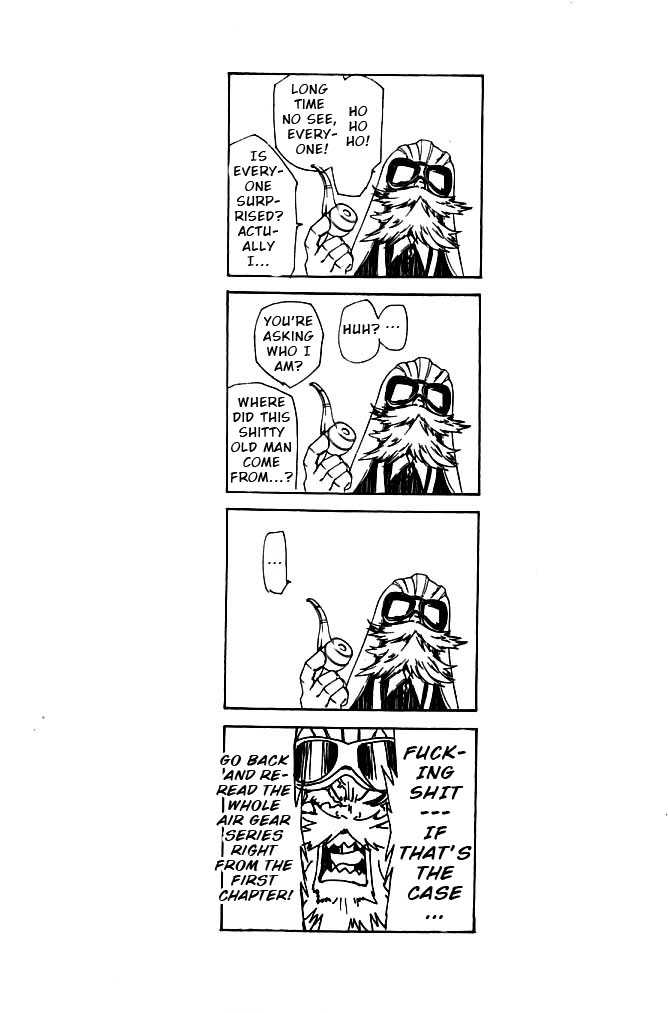 HO
HO
HO!
LONG
TIME
NO SEE,
EVERY-
ONE!
IS
EVERY-
ONE
SURP-
RISED?
ACTU-
ALLY
I...
HUH? ...
YOU'RE
ASKING
WHO I
AM?
WHERE
DID THIS
SHITTY
OLD MAN
COME
FROM...?
...
FUCK-
ING
SHIT
---
IF
THAT'S
THE
CASE
...
GO BACK
AND RE-
READ THE
WHOLE
AIR GEAR
SERIES
RIGHT
FROM THE
FIRST
CHAPTER!